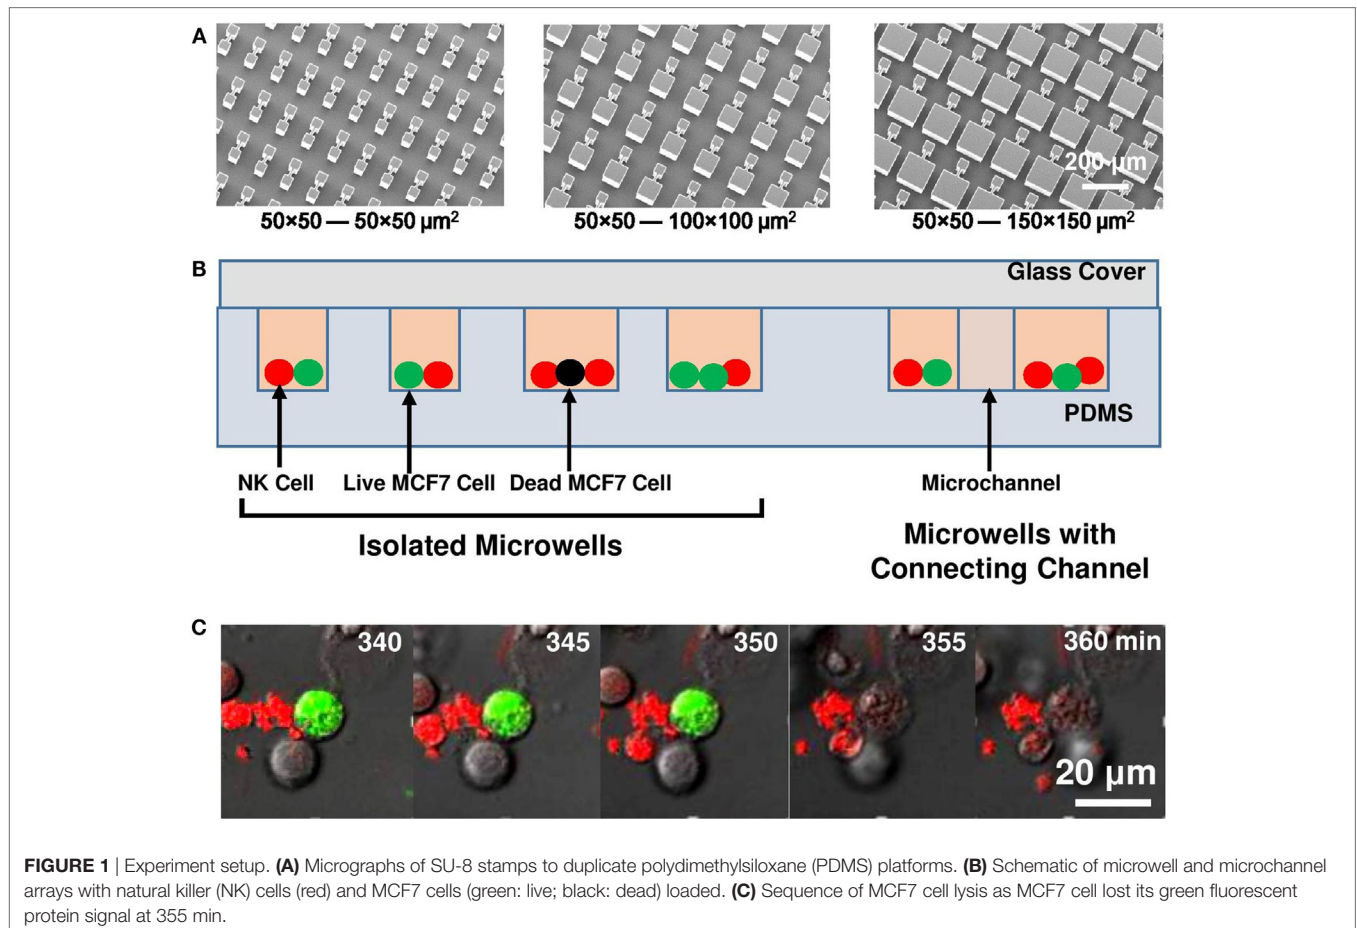 A
200 μm
50×50 — 50×50 μm²
50×50 — 100×100 μm²
50×50 — 150×150 μm²
B
Glass Cover
PDMS
NK Cell
Live MCF7 Cell
Dead MCF7 Cell
Microchannel
Isolated Microwells
Microwells with
Connecting Channel
C
340
345
350
355
360 min
20 μm
FIGURE 1 | Experiment setup. (A) Micrographs of SU-8 stamps to duplicate polydimethylsiloxane (PDMS) platforms. (B) Schematic of microwell and microchannel
arrays with natural killer (NK) cells (red) and MCF7 cells (green: live; black: dead) loaded. (C) Sequence of MCF7 cell lysis as MCF7 cell lost its green fluorescent
protein signal at 355 min.